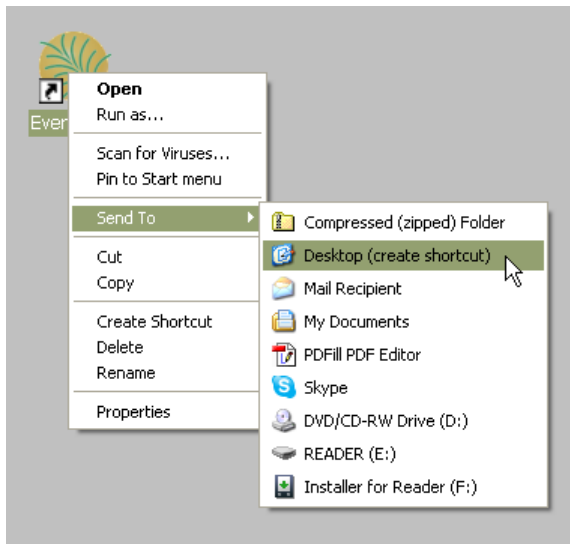 Ever
Open
Run as...
Scan for Viruses...
Pin to Start menu
Send To
Cut
Copy
Create Shortcut
Delete
Rename
Properties
Compressed (zipped) Folder
Desktop (create shortcut)
Mail Recipient
My Documents
PDFill PDF Editor
Skype
DVD/CD-RW Drive (D:)
READER (E:)
Installer for Reader (F:)